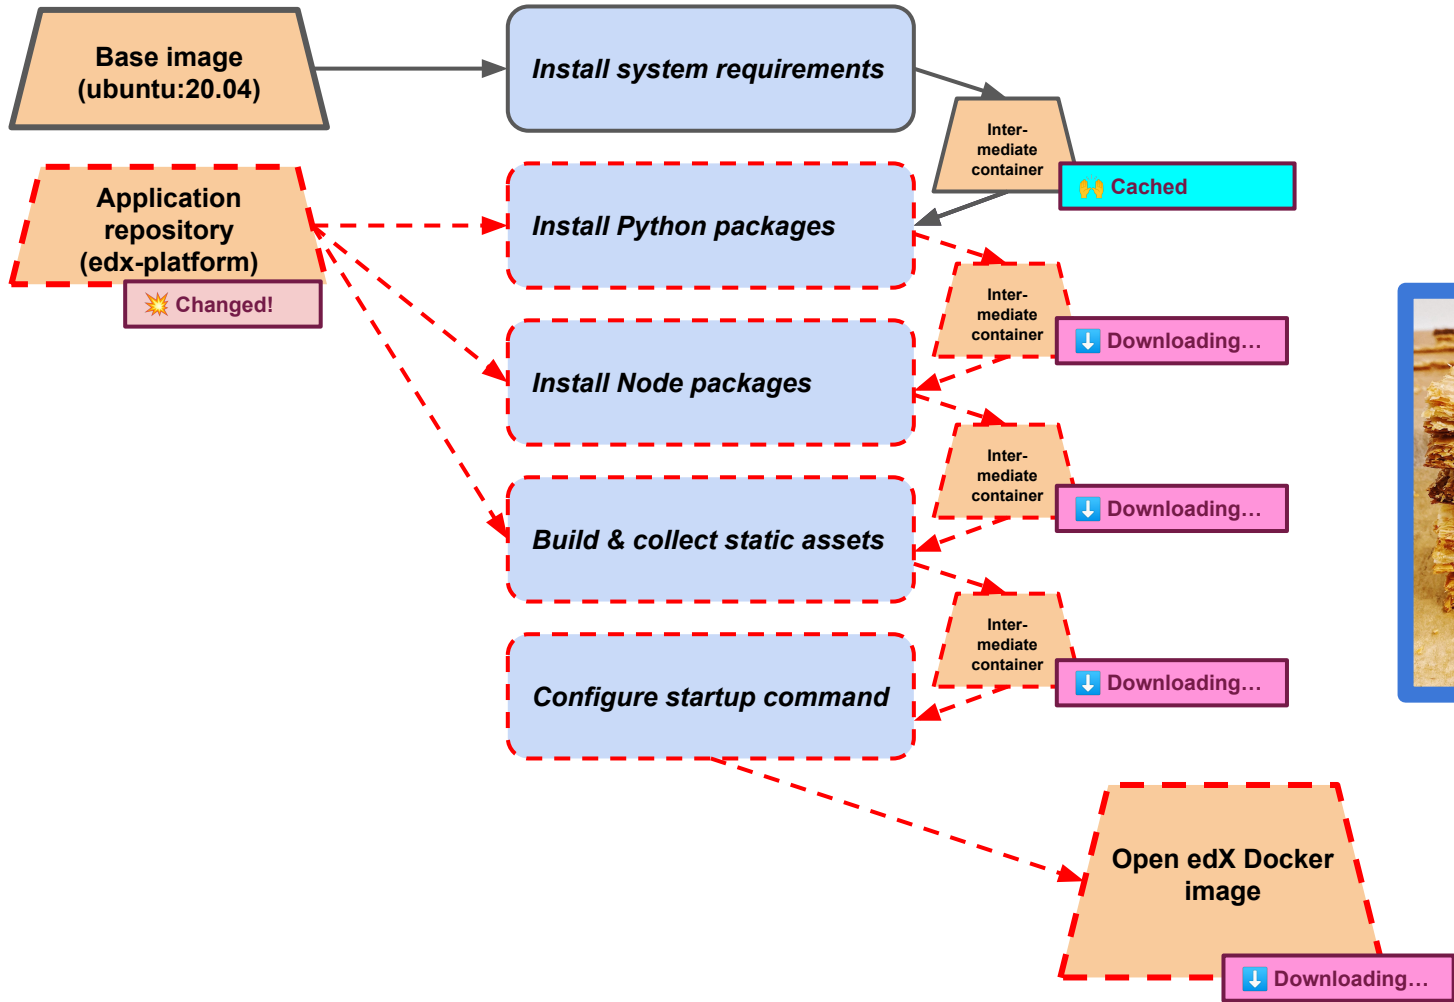 Base image
(ubuntu:20.04)
Install system requirements
Inter-
mediate
container
🙌 Cached
Application
repository
(edx-platform)
💥 Changed!
Install Python packages
Inter-
mediate
container
⬇️ Downloading…
Install Node packages
Inter-
mediate
container
⬇️ Downloading…
Build & collect static assets
Inter-
mediate
container
⬇️ Downloading…
Configure startup command
Open edX Docker
image
⬇️ Downloading…